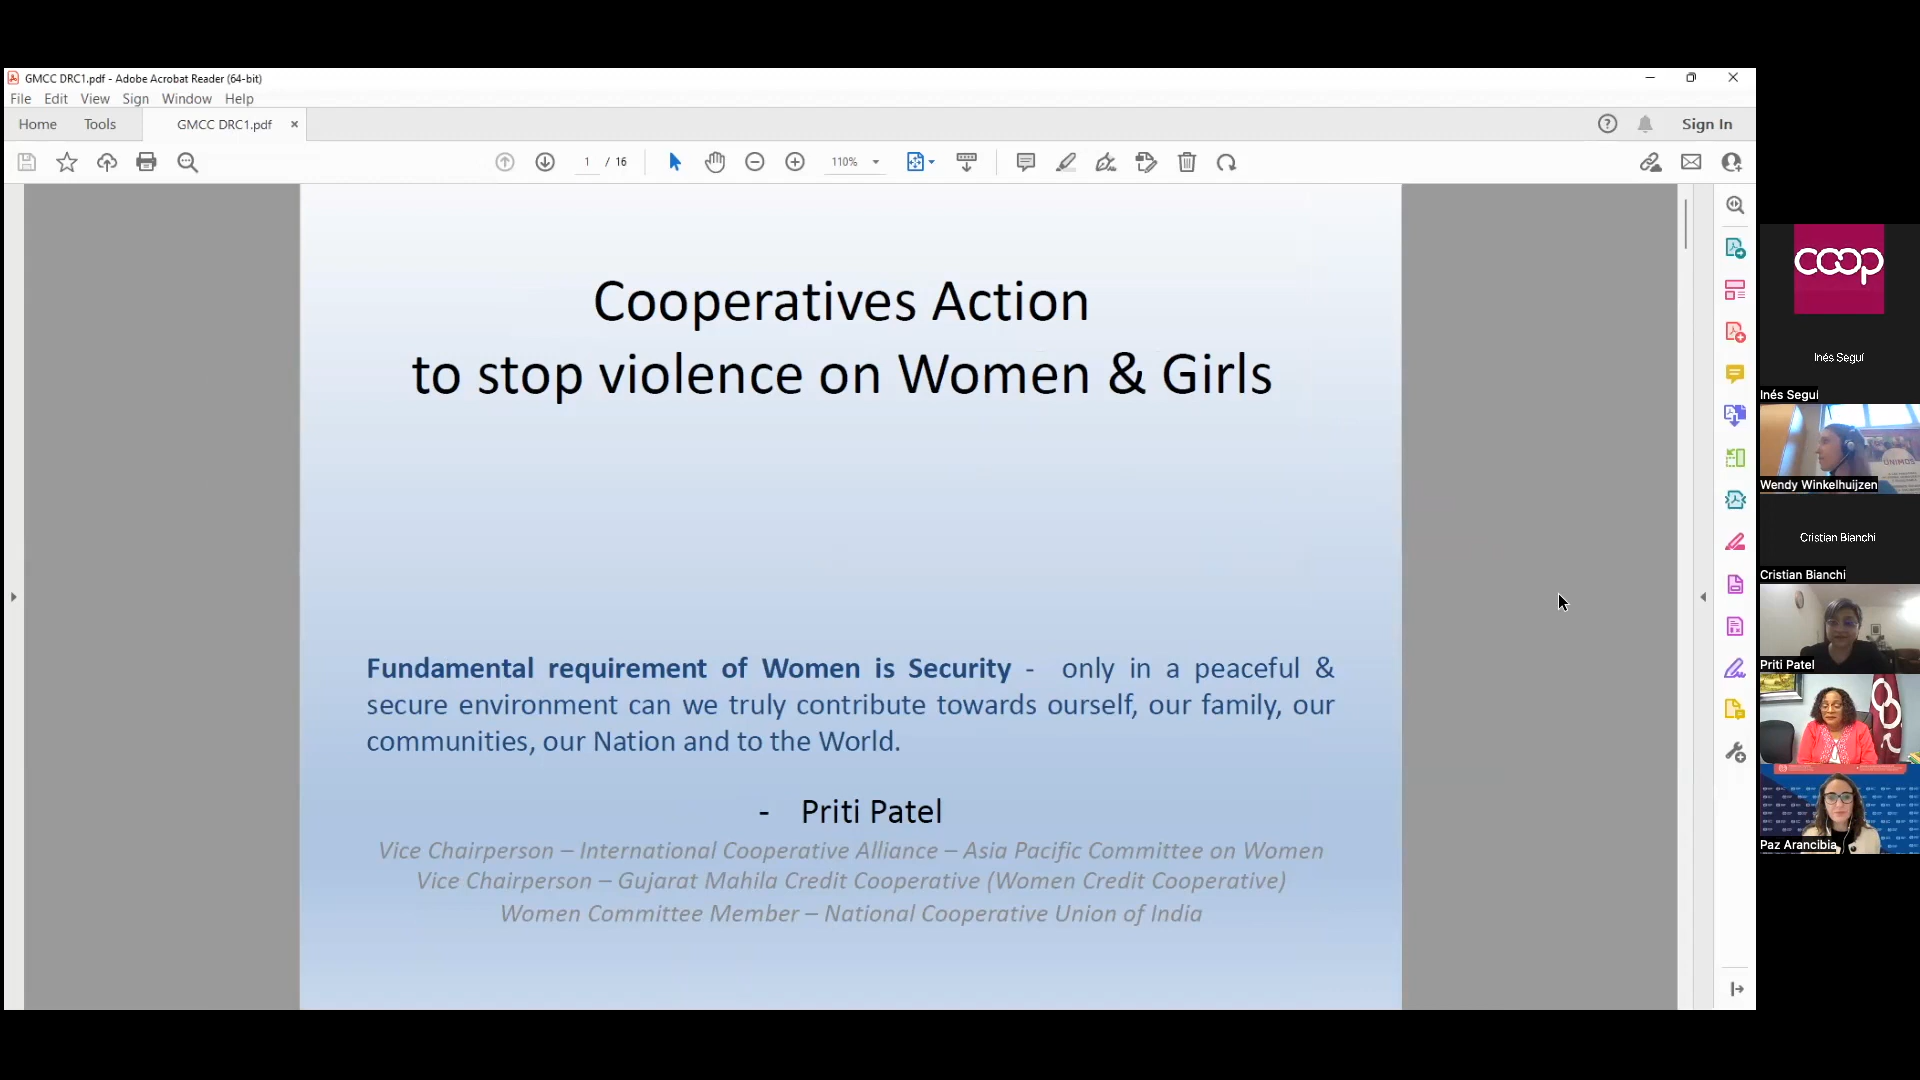 GMCC DRC1.pdf - Adobe Acrobat Reader (64-bit)
File Edit View Sign Window Help
Home Tools GMCC DRC1.pdf × Sign In
1 / 16 110%
Cooperatives Action
to stop violence on Women & Girls
Fundamental requirement of Women is Security - only in a peaceful &
secure environment can we truly contribute towards ourself, our family, our
communities, our Nation and to the World.
- Priti Patel
Vice Chairperson – International Cooperative Alliance – Asia Pacific Committee on Women
Vice Chairperson – Gujarat Mahila Credit Cooperative (Women Credit Cooperative)
Women Committee Member – National Cooperative Union of India
coop
Inés Seguí
Inés Seguí
UNIMOS
Wendy Winkelhuijzen
Cristian Bianchi
Cristian Bianchi
Priti Patel
Paz Arancibia